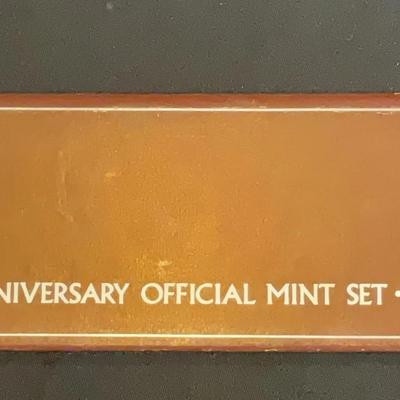 NIVERSARY OFFICIAL MINT SET •